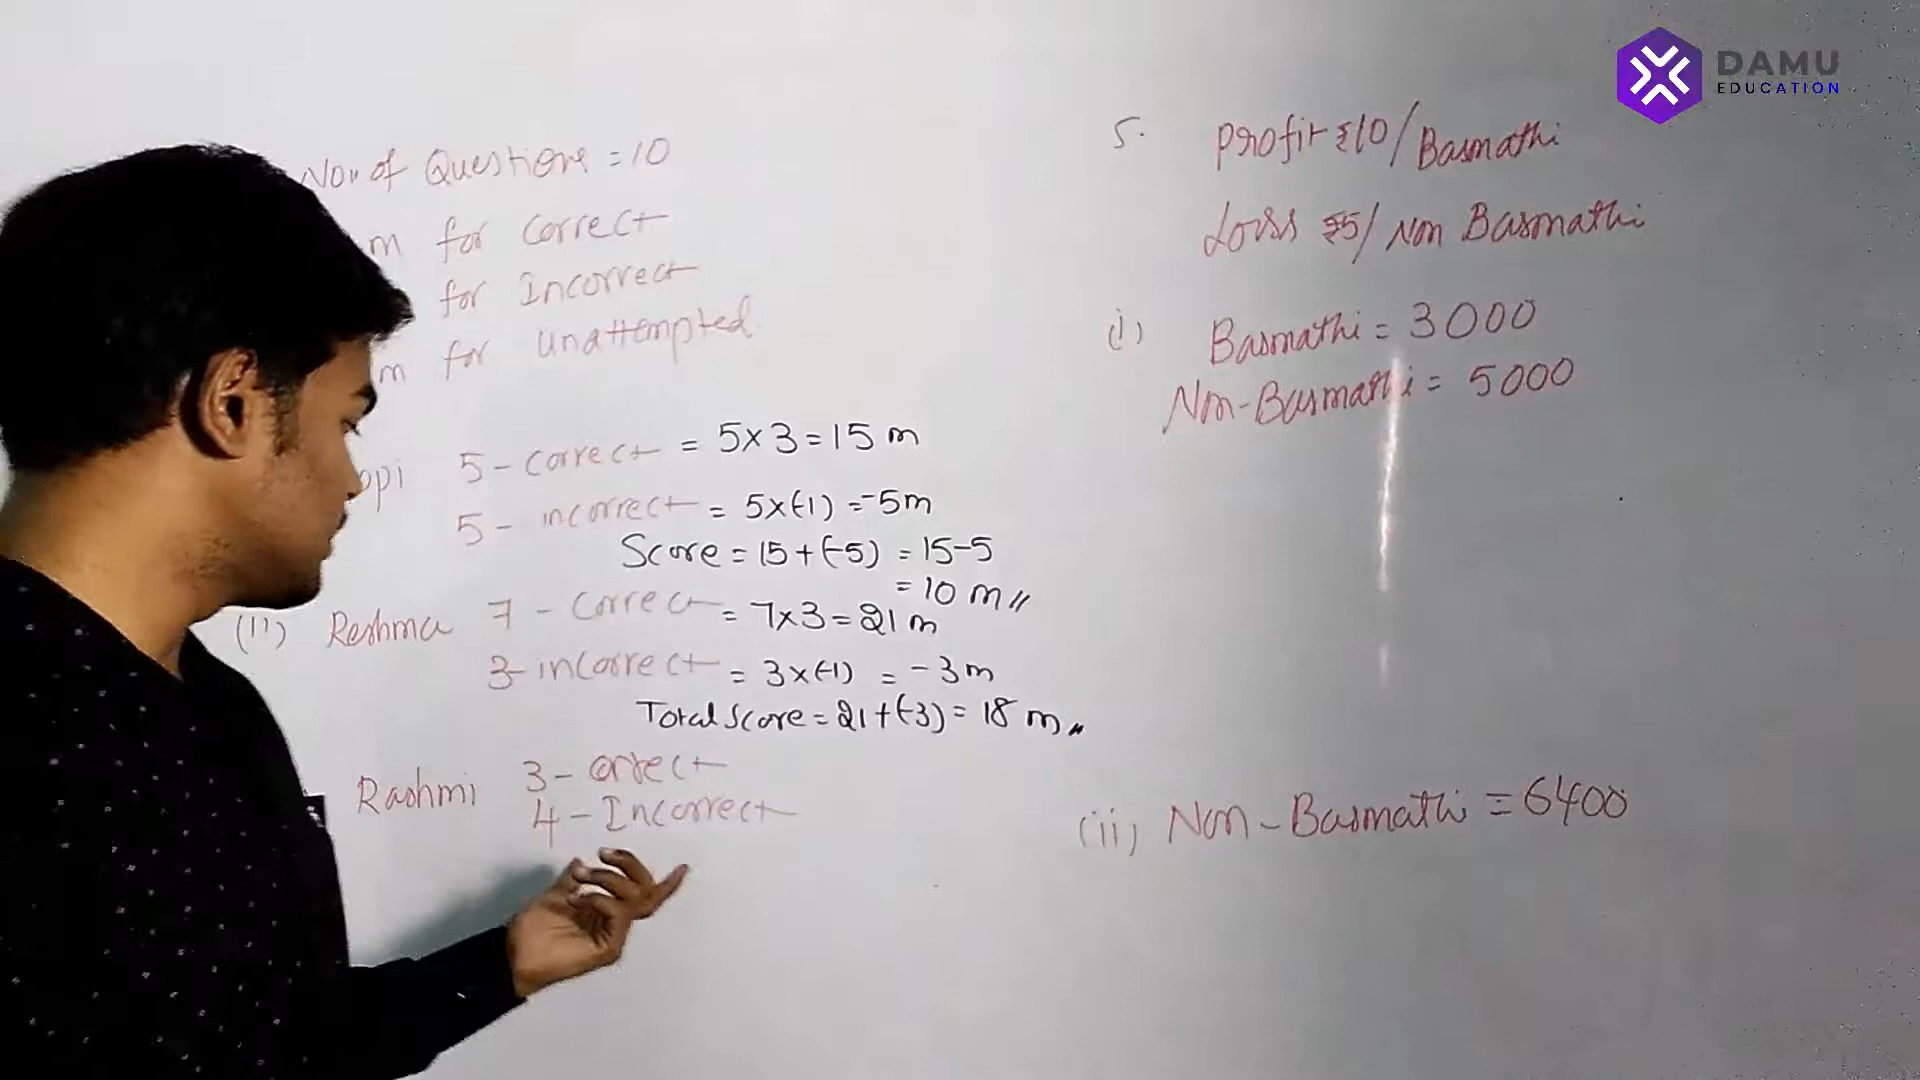 DAMU
EDUCATION
No. of Questions = 10
m for correct
for Incorrect
m for unattempted
opi 5 - correct = 5x3 = 15 m
5 - incorrect = 5x(-1) = -5m
Score = 15+(-5) = 15-5
= 10 m
(ii) Reshma 7 - correct = 7x3 = 21 m
3 - incorrect = 3x(-1) = -3m
Total Score = 21+(-3) = 18 m
Rashmi 3 - orrect
4 - Incorrect
5. Profit ₹10/Basmathi
Loss ₹5/Non Basmathi
(i) Basmathi = 3000
Non-Basmathi = 5000
(ii) Non-Basmathi = 6400